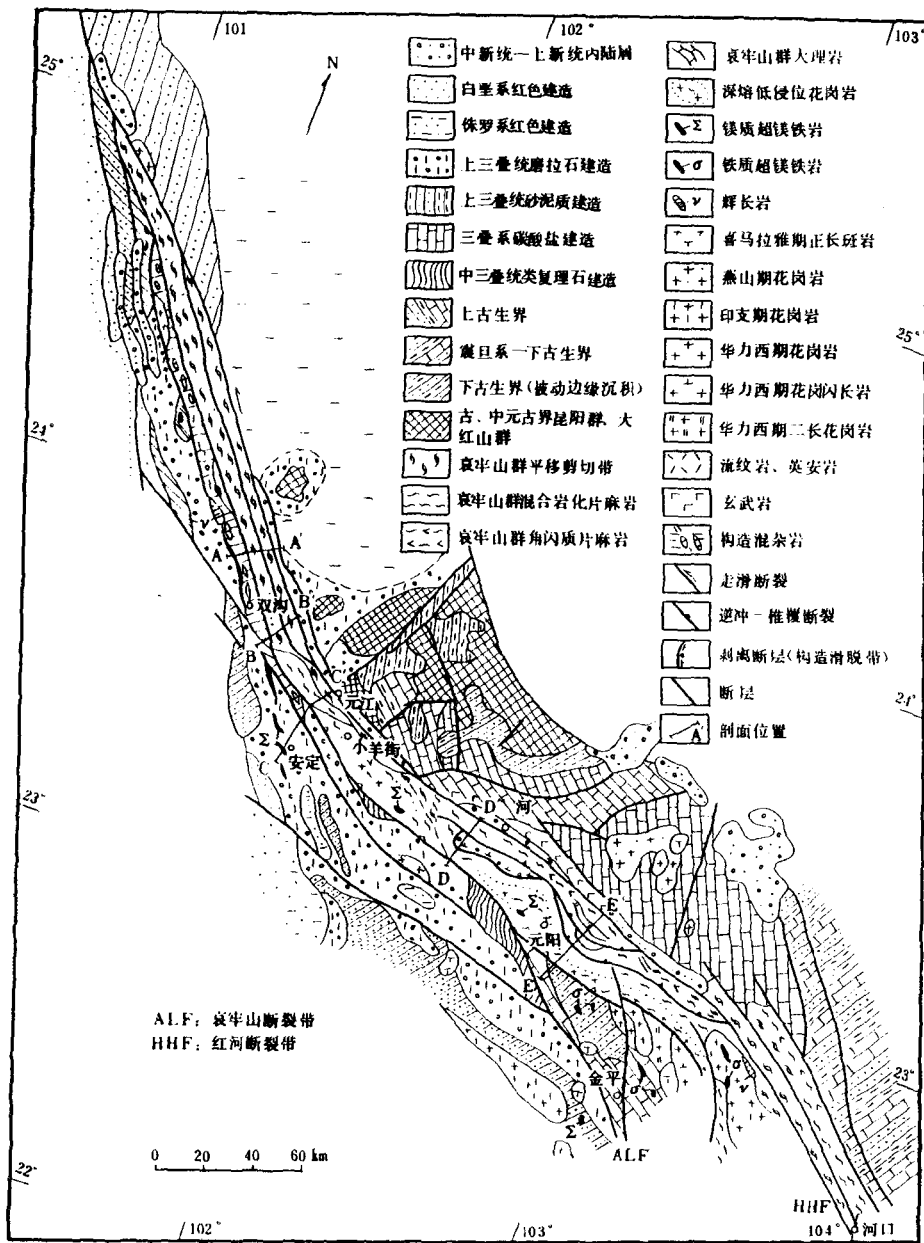 101
102°
103°
25°
N
中新统一上新统内陆屑
白垩系红色建造
侏罗系红色建造
上三叠统磨拉石建造
上三叠统砂泥质建造
三叠系碳酸盐建造
中三叠统类复理石建造
上古生界
震旦系一下古生界
下古生界(被动边缘沉积)
古、中元古界昆阳群、大
红山群
哀牢山群平移剪切带
哀牢山群混合岩化片麻岩
哀牢山群角闪质片麻岩
哀牢山群大理岩
深熔低侵位花岗岩
Σ 镁质超镁铁岩
σ 铁质超镁铁岩
ν 辉长岩
喜马拉雅期正长斑岩
燕山期花岗岩
印支期花岗岩
华力西期花岗岩
华力西期花岗闪长岩
华力西期二长花岗岩
流纹岩、英安岩
玄武岩
构造混杂岩
走滑断裂
逆冲-推覆断裂
剥离断层(构造滑脱带)
断层
A' 剖面位置
25°
24°
24°
ν
A
A'
双沟
B'
B
C'
元江
小羊街
Σ
C
安定
23°
Σ
D'
河
D
Σ
σ
E'
元阳
E
σ
ALF: 哀牢山断裂带
HHF: 红河断裂带
金平
σ
σ
ν
23°
Σ
ALF
0 20 40 60 km
22°
HHF
102°
103°
104°
河口